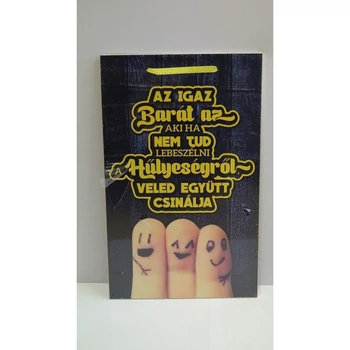 AZ IGAZ
Barát az
AKI HA
NEM TUD
LEBESZÉLNI
A Hülyeségről
VELED EGYÜTT
CSINÁLJA